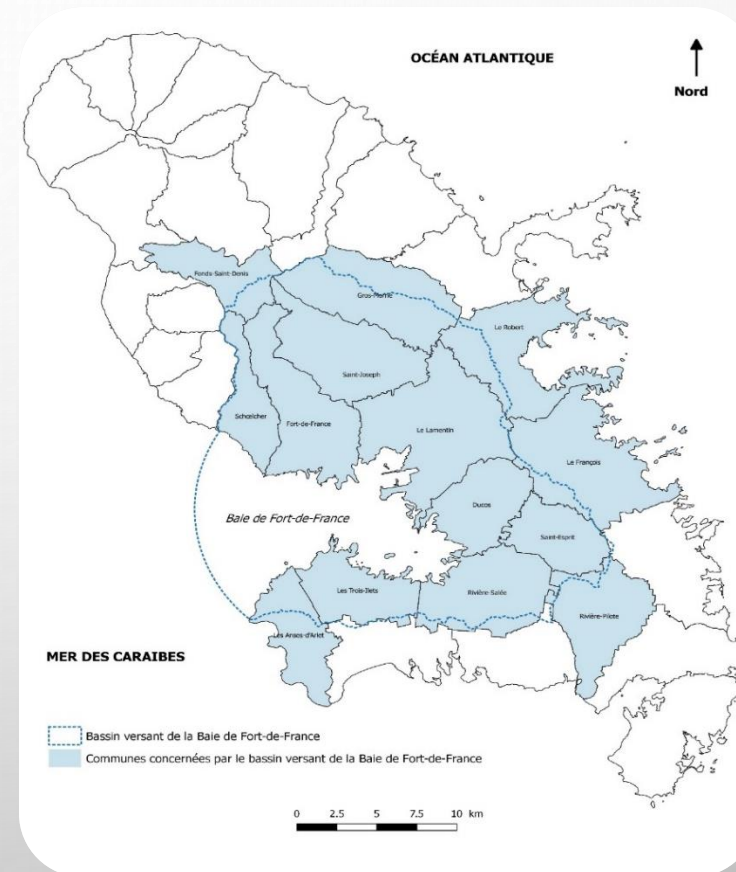 OCÉAN ATLANTIQUE
Nord
Fonds-Saint-Denis
Gros-Morne
Le Robert
Saint-Joseph
Schœlcher
Fort-de-France
Le Lamentin
Le François
Ducos
Baie de Fort-de-France
Saint-Esprit
Les Trois-Ilets
Rivière-Salée
Rivière-Pilote
Les Anses-d'Arlet
MER DES CARAIBES
Bassin versant de la Baie de Fort-de-France
Communes concernées par le bassin versant de la Baie de Fort-de-France
0 2.5 5 7.5 10 km